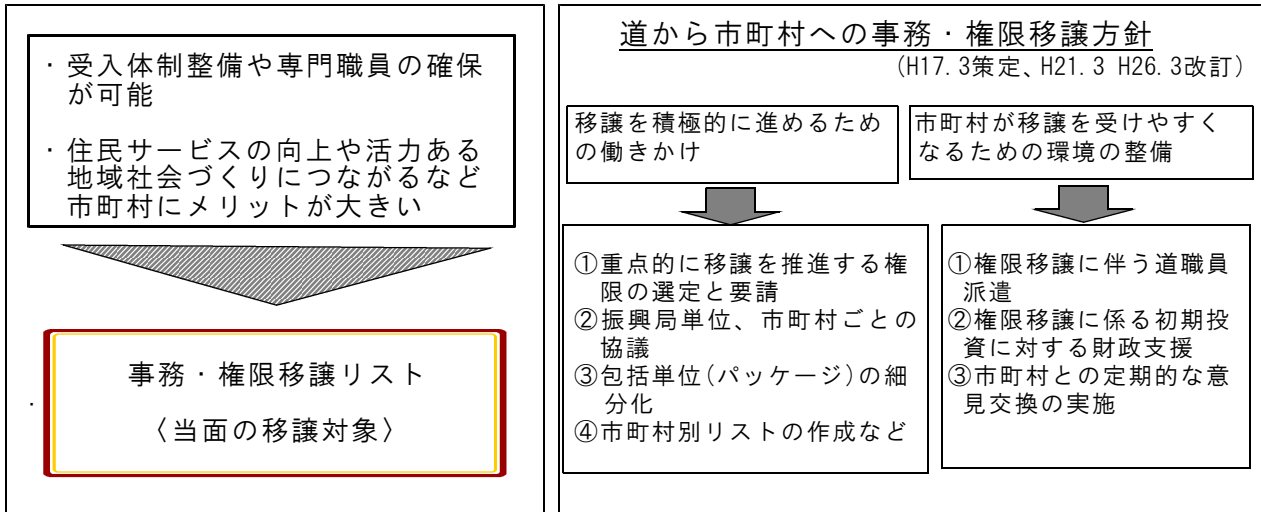 ・受入体制整備や専門職員の確保
が可能
・住民サービスの向上や活力ある
地域社会づくりにつながるなど
市町村にメリットが大きい
事務・権限移譲リスト
〈当面の移譲対象〉
道から市町村への事務・権限移譲方針
(H17.3策定、H21.3 H26.3改訂)
移譲を積極的に進めるため
の働きかけ
①重点的に移譲を推進する権
限の選定と要請
②振興局単位、市町村ごとの
協議
③包括単位(パッケージ)の細
分化
④市町村別リストの作成など
市町村が移譲を受けやすく
なるための環境の整備
①権限移譲に伴う道職員
派遣
②権限移譲に係る初期投
資に対する財政支援
③市町村との定期的な意
見交換の実施